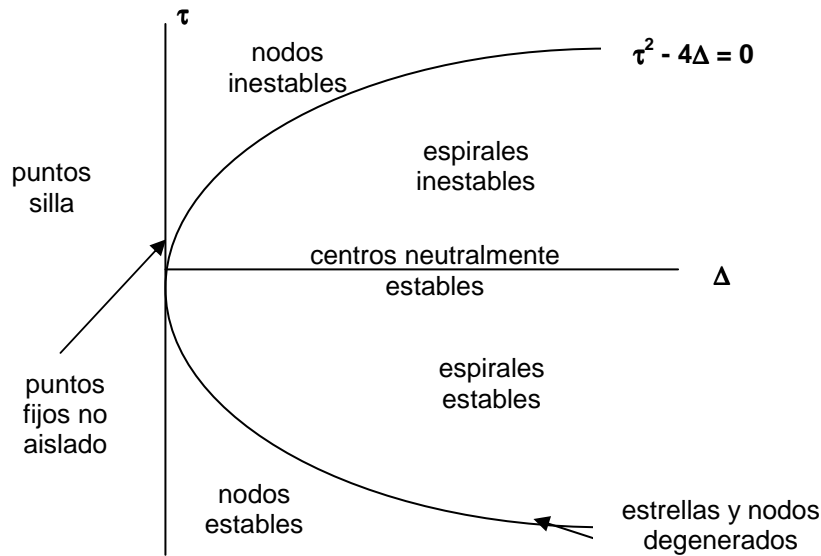 τ
nodos
inestables
τ² - 4Δ = 0
espirales
inestables
puntos
silla
centros neutralmente
estables
Δ
espirales
estables
puntos
fijos no
aislado
nodos
estables
estrellas y nodos
degenerados